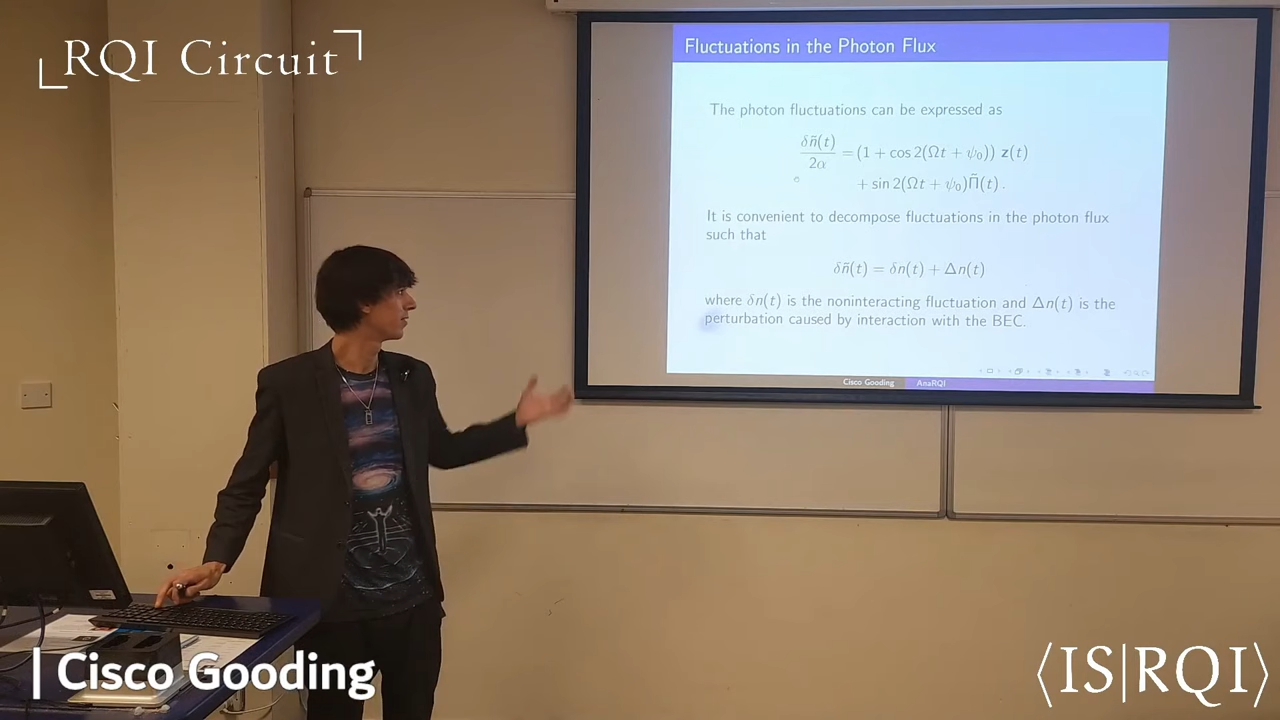 RQI Circuit
Fluctuations in the Photon Flux
The photon fluctuations can be expressed as
δñ(t)/2α = (1 + cos 2(Ωt + ψ₀)) z(t)
+ sin 2(Ωt + ψ₀)Π̃(t).
It is convenient to decompose fluctuations in the photon flux
such that
δñ(t) = δn(t) + Δn(t)
where δn(t) is the noninteracting fluctuation and Δn(t) is the
perturbation caused by interaction with the BEC.
Cisco Gooding AnaRQI
| Cisco Gooding
⟨IS|RQI⟩